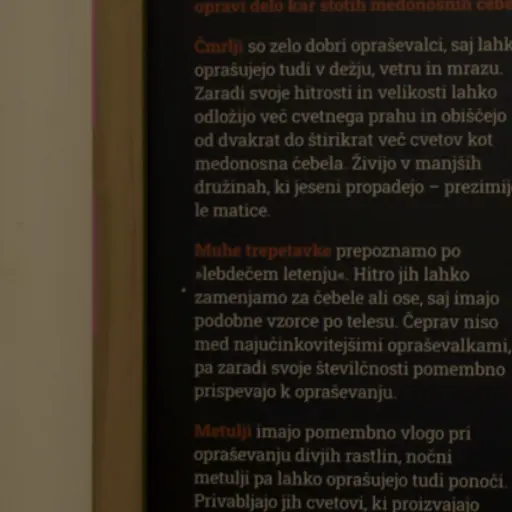 opravi delo kar stotih medonosnih čebe
Čmrlji so zelo dobri opraševalci, saj lahk
oprašujejo tudi v dežju, vetru in mrazu.
Zaradi svoje hitrosti in velikosti lahko
odložijo več cvetnega prahu in obiščejo
od dvakrat do štirikrat več cvetov kot
medonosna čebela. Živijo v manjših
družinah, ki jeseni propadejo – prezimij
le matice.
Muhe trepetavke prepoznamo po
»lebdečem letenju«. Hitro jih lahko
zamenjamo za čebele ali ose, saj imajo
podobne vzorce po telesu. Čeprav niso
med najučinkovitejšimi opraševalkami,
pa zaradi svoje številčnosti pomembno
prispevajo k opraševanju.
Metulji imajo pomembno vlogo pri
opraševanju divjih rastlin, nočni
metulji pa lahko oprašujejo tudi ponoči.
Privabljajo jih cvetovi, ki proizvajajo